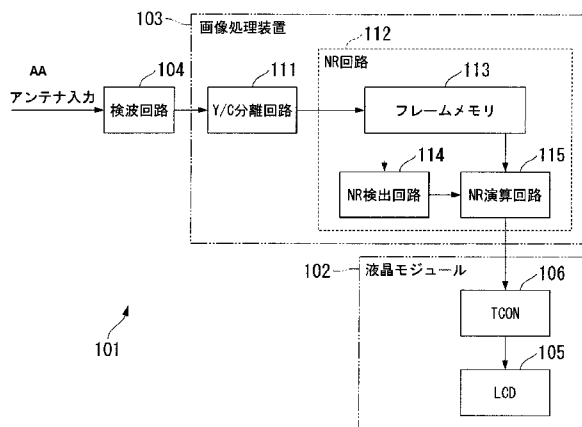 103
画像処理装置
112
NR回路
AA
アンテナ入力
104
検波回路
111
Y/C分離回路
113
フレームメモリ
114
NR検出回路
115
NR演算回路
102
液晶モジュール
106
TCON
105
LCD
101